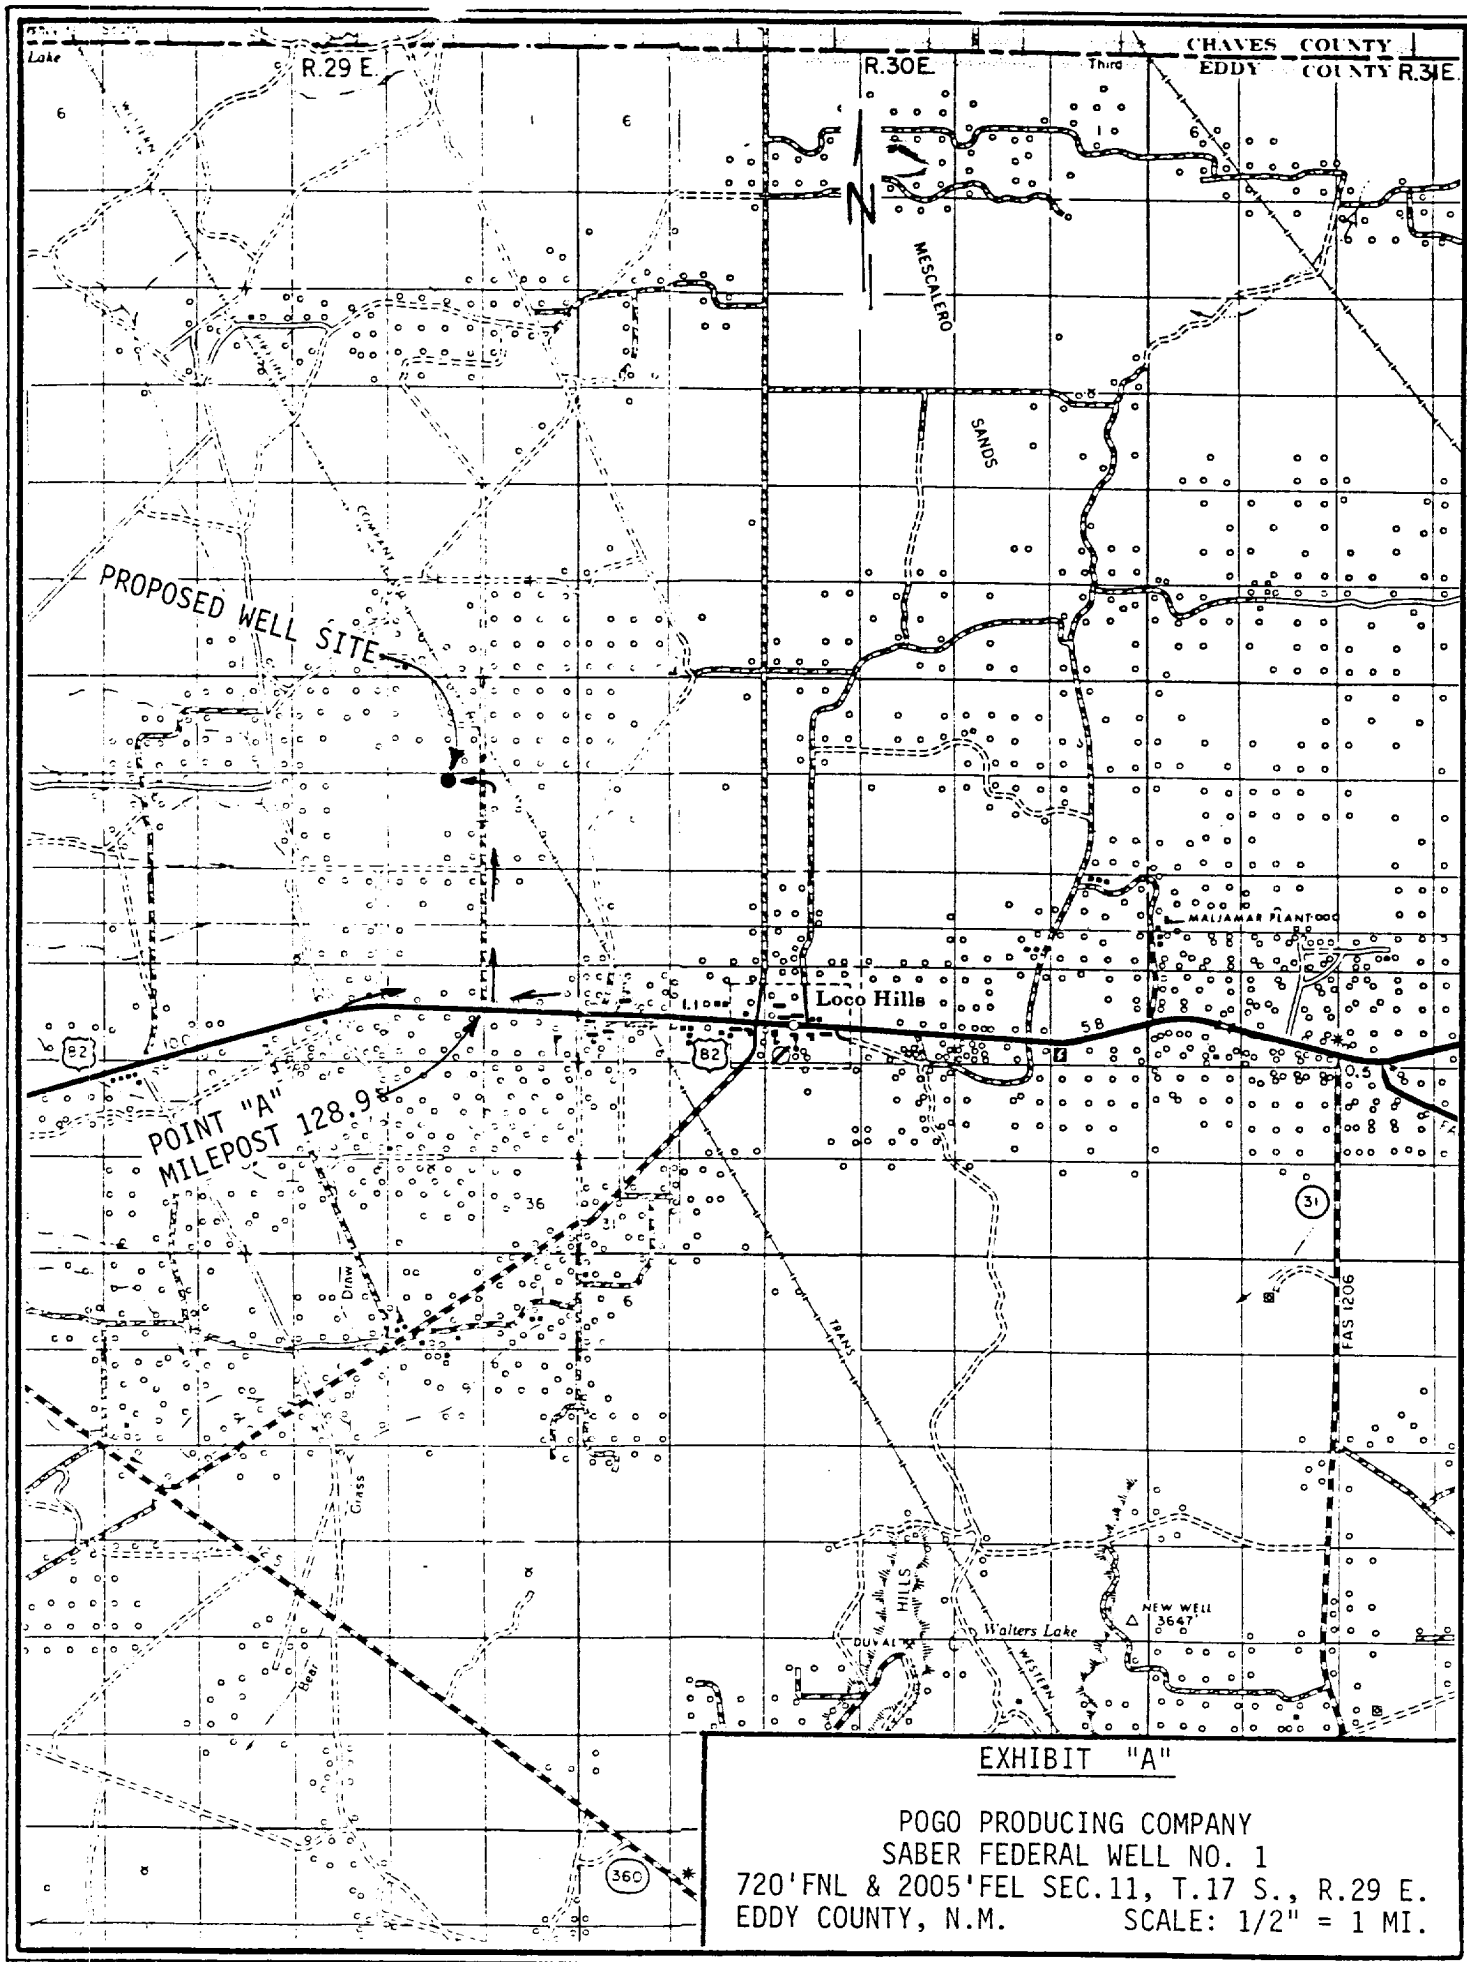 CHAVES COUNTY
Lake
R.29 E.
R.30E
Third
EDDY COUNTY R.31E.
6
1
6
1
6
N
MESCALERO
SANDS
COMPANY
PROPOSED WELL SITE
MALJAMAR PLANT
Loco Hills
58
82
82
0.5
POINT "A"
MILEPOST 128.95
36
31
Draw
6
FAS 1206
TRANS
Grass
HILLS
NEW WELL
3647
Walters Lake
DUVAL
WESTERN
Bear
EXHIBIT "A"
POGO PRODUCING COMPANY
SABER FEDERAL WELL NO. 1
360
720'FNL & 2005'FEL SEC.11, T.17 S., R.29 E.
EDDY COUNTY, N.M. SCALE: 1/2" = 1 MI.